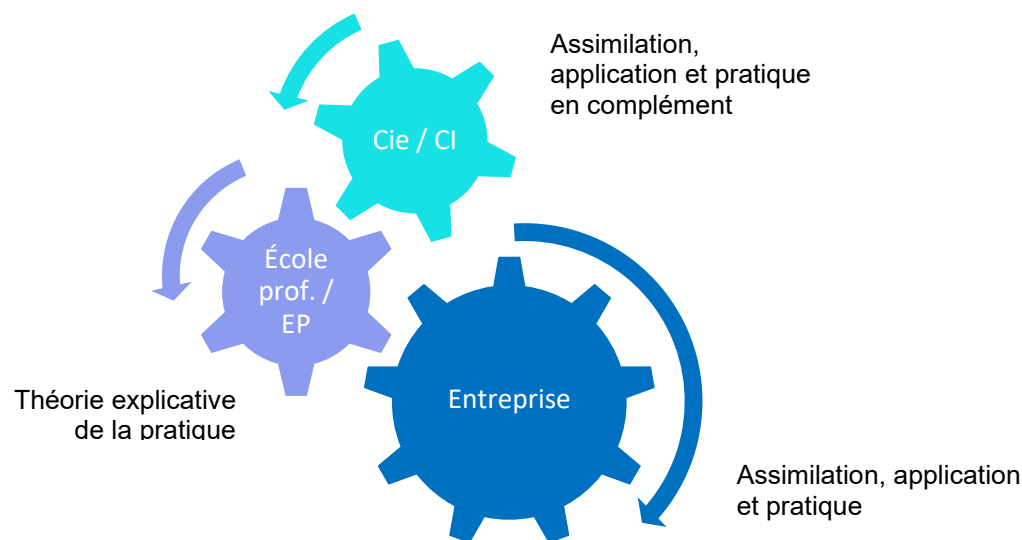 Assimilation,
application et pratique
en complément
Cie / CI
École
prof. /
EP
Théorie explicative
de la pratique
Entreprise
Assimilation, application
et pratique